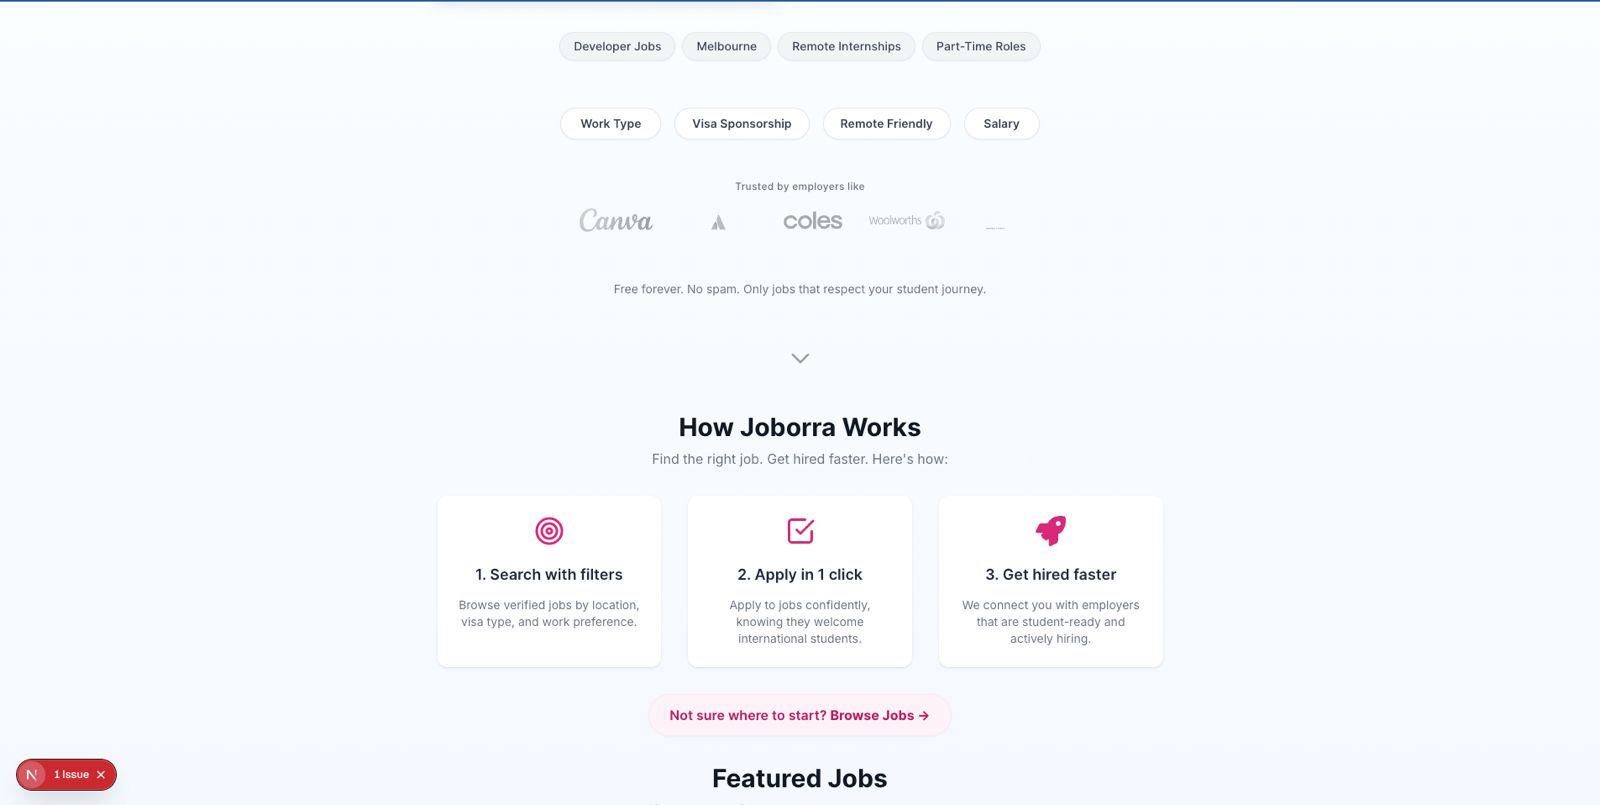 Developer Jobs Melbourne Remote Internships Part-Time Roles
Work Type Visa Sponsorship Remote Friendly Salary
Trusted by employers like
Canva coles Woolworths
Free forever. No spam. Only jobs that respect your student journey.
How Joborra Works
Find the right job. Get hired faster. Here's how:
1. Search with filters
Browse verified jobs by location,
visa type, and work preference.
2. Apply in 1 click
Apply to jobs confidently,
knowing they welcome
international students.
3. Get hired faster
We connect you with employers
that are student-ready and
actively hiring.
Not sure where to start? Browse Jobs →
N 1 Issue ×
Featured Jobs